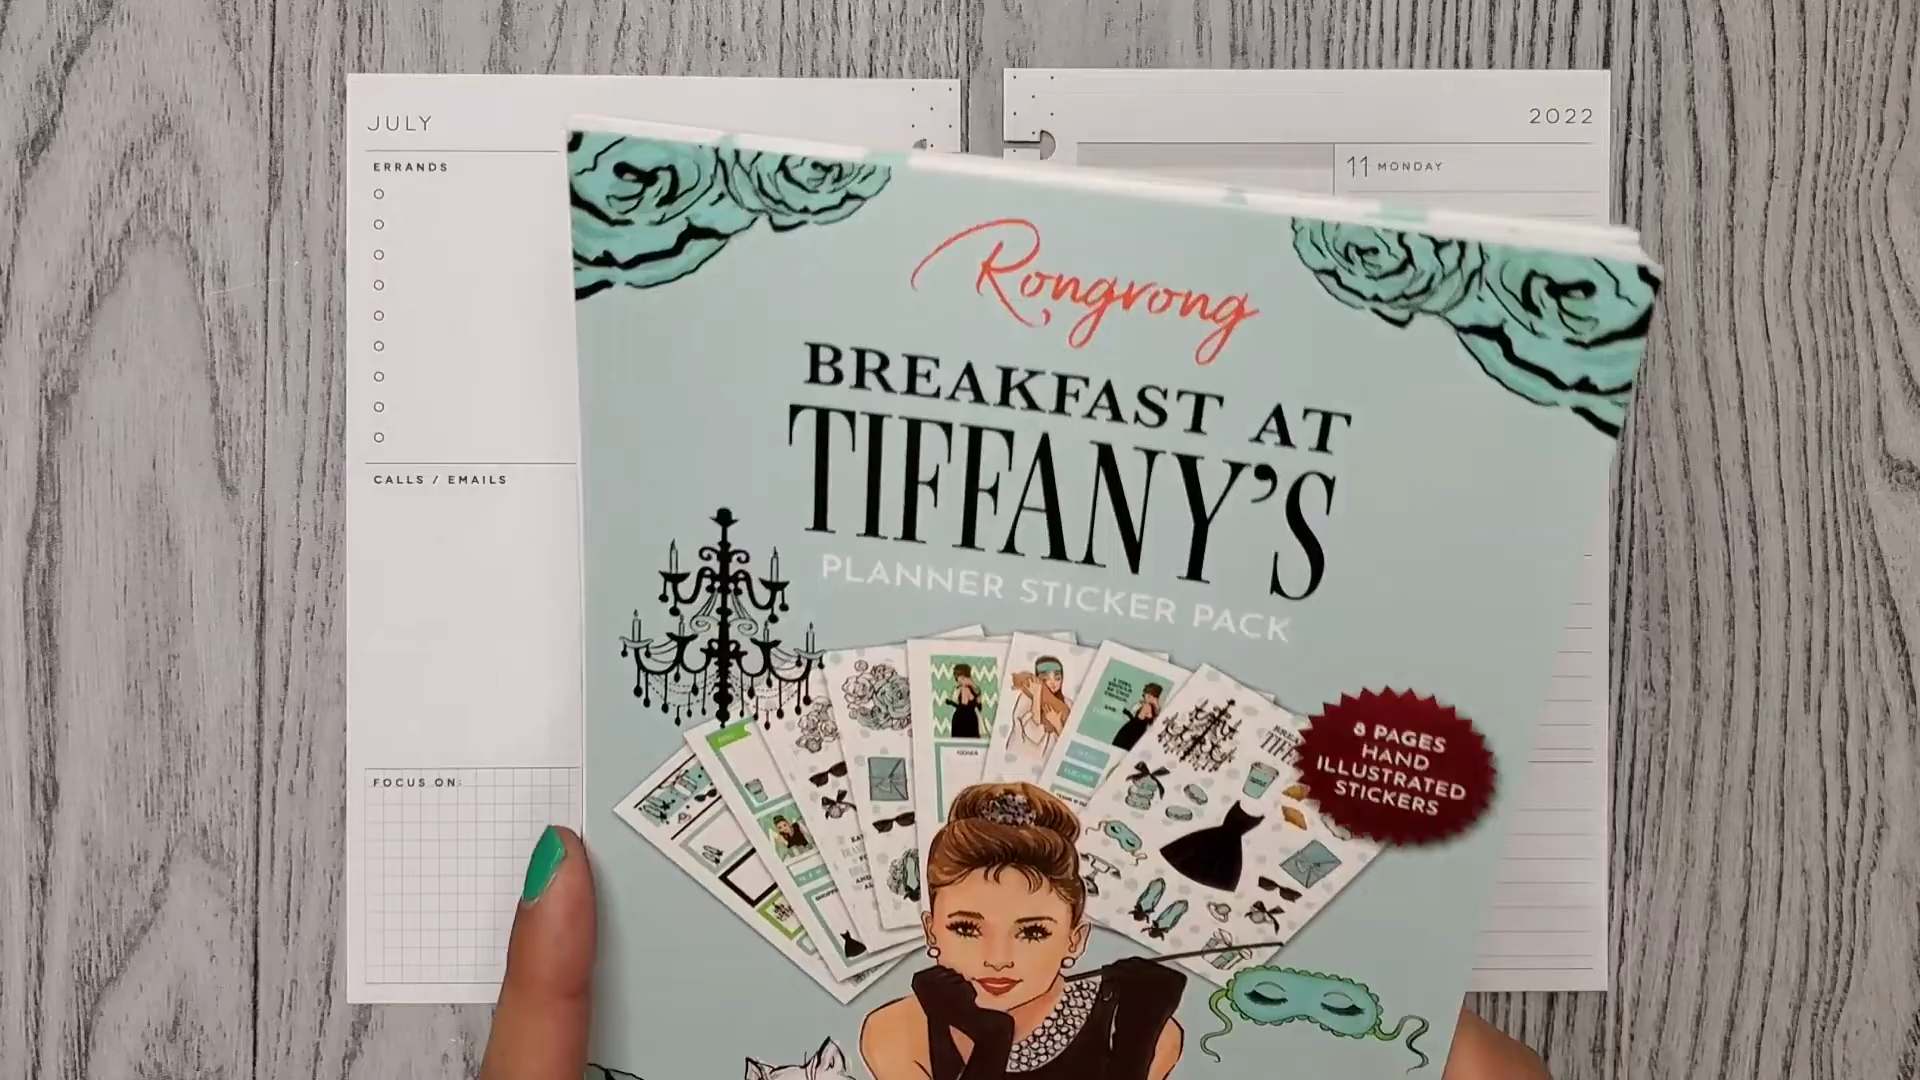 JULY
ERRANDS
CALLS / EMAILS
FOCUS ON:
2022
11 MONDAY
Rongrong
BREAKFAST AT
TIFFANY'S
PLANNER STICKER PACK
8 PAGES
HAND
ILLUSTRATED
STICKERS